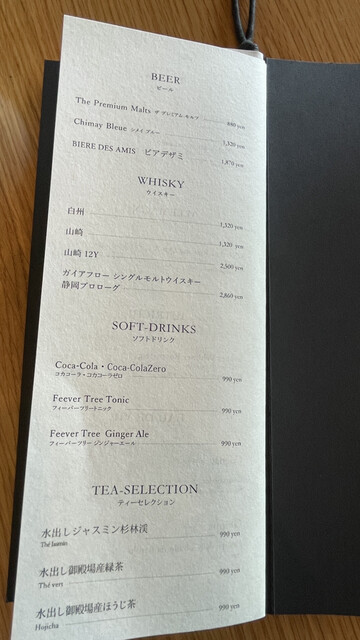 BEER
ビール
The Premium Malts ザ プレミアム モルツ 880 yen
Chimay Bleue シメイ ブルー 1,320 yen
BIERE DES AMIS ビアデザミ 1,870 yen
WHISKY
ウイスキー
白州 1,320 yen
山崎 1,320 yen
山崎 12Y 2,500 yen
ガイアフロー シングルモルトウイスキー
静岡プロローグ 2,860 yen
SOFT-DRINKS
ソフトドリンク
Coca-Cola・Coca-ColaZero
コカコーラ・コカコーラゼロ 990 yen
Feever Tree Tonic
フィーバーツリートニック 990 yen
Feever Tree Ginger Ale
フィーバーツリー ジンジャーエール 990 yen
TEA-SELECTION
ティーセレクション
水出しジャスミン杉林渓 990 yen
Thé
水出し御殿場産緑茶 990 yen
Thé very
水出し御殿場産ほうじ茶 990 yen
Hojicha